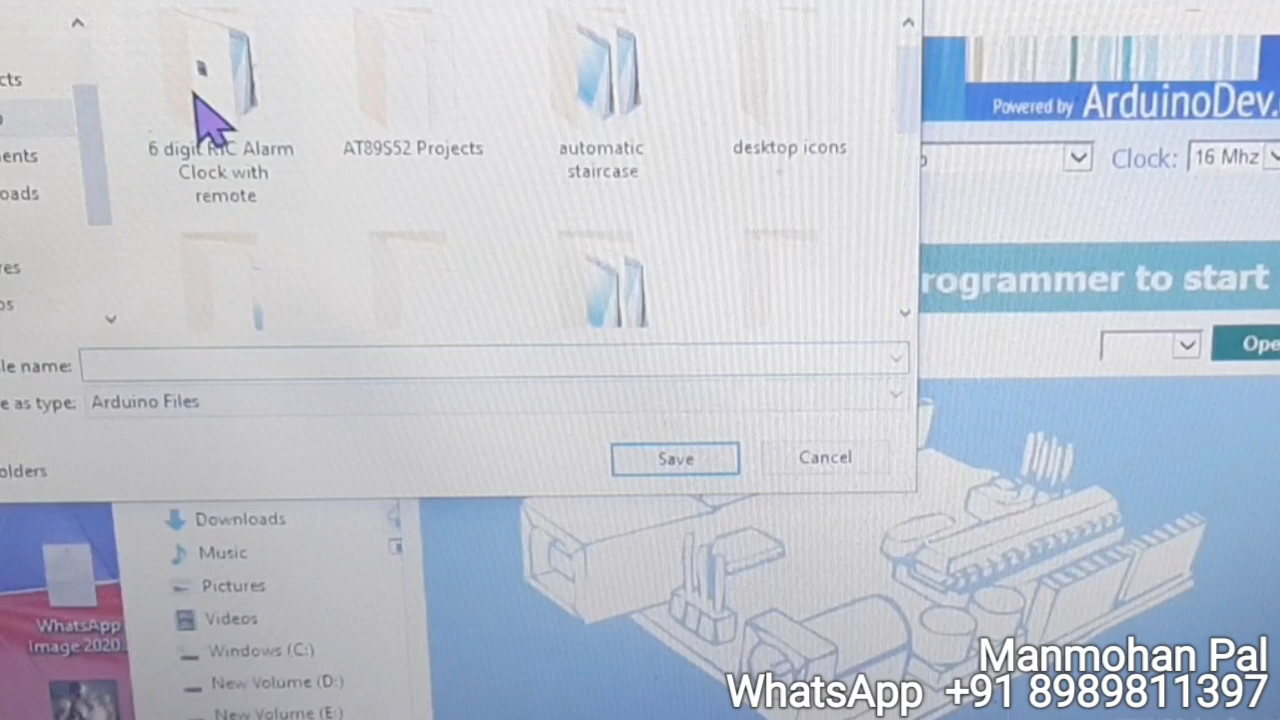 Powered by ArduinoDev.
Clock: 16 Mhz
6 digit RTC Alarm
Clock with
remote
AT89S52 Projects
automatic
staircase
desktop icons
rogrammer to start
le name:
Ope
e as type: Arduino Files
Save
Cancel
olders
Downloads
Music
Pictures
Videos
Windows (C:)
New Volume (D:)
New Volume (E:)
WhatsApp
Image 2020
cts
ents
oads
res
os
Manmohan Pal
WhatsApp +91 8989811397